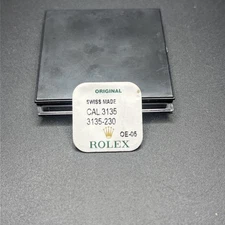 ORIGINAL
SWISS MADE
CAL 3135
3135-230
OE-05
ROLEX